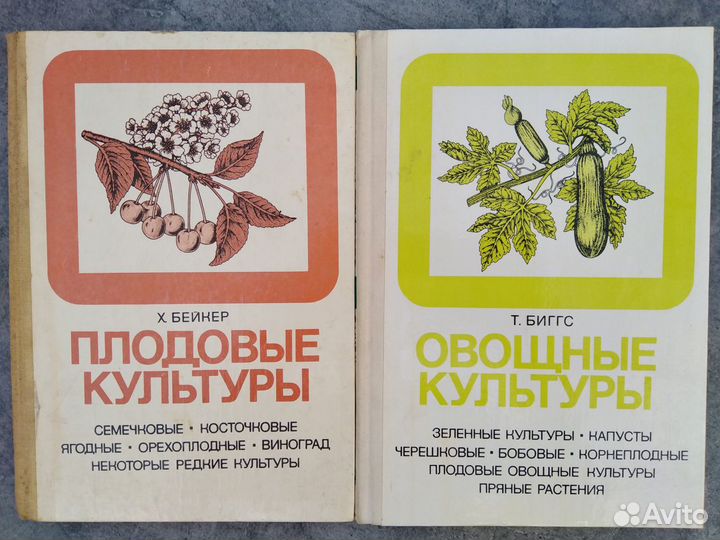 Х. БЕЙКЕР
ПЛОДОВЫЕ
КУЛЬТУРЫ
СЕМЕЧКОВЫЕ • КОСТОЧКОВЫЕ
ЯГОДНЫЕ • ОРЕХОПЛОДНЫЕ • ВИНОГРАД
НЕКОТОРЫЕ РЕДКИЕ КУЛЬТУРЫ
Т. БИГГС
ОВОЩНЫЕ
КУЛЬТУРЫ
ЗЕЛЕННЫЕ КУЛЬТУРЫ • КАПУСТЫ
ЧЕРЕШКОВЫЕ • БОБОВЫЕ • КОРНЕПЛОДНЫЕ
ПЛОДОВЫЕ ОВОЩНЫЕ КУЛЬТУРЫ
ПРЯНЫЕ РАСТЕНИЯ
Avito